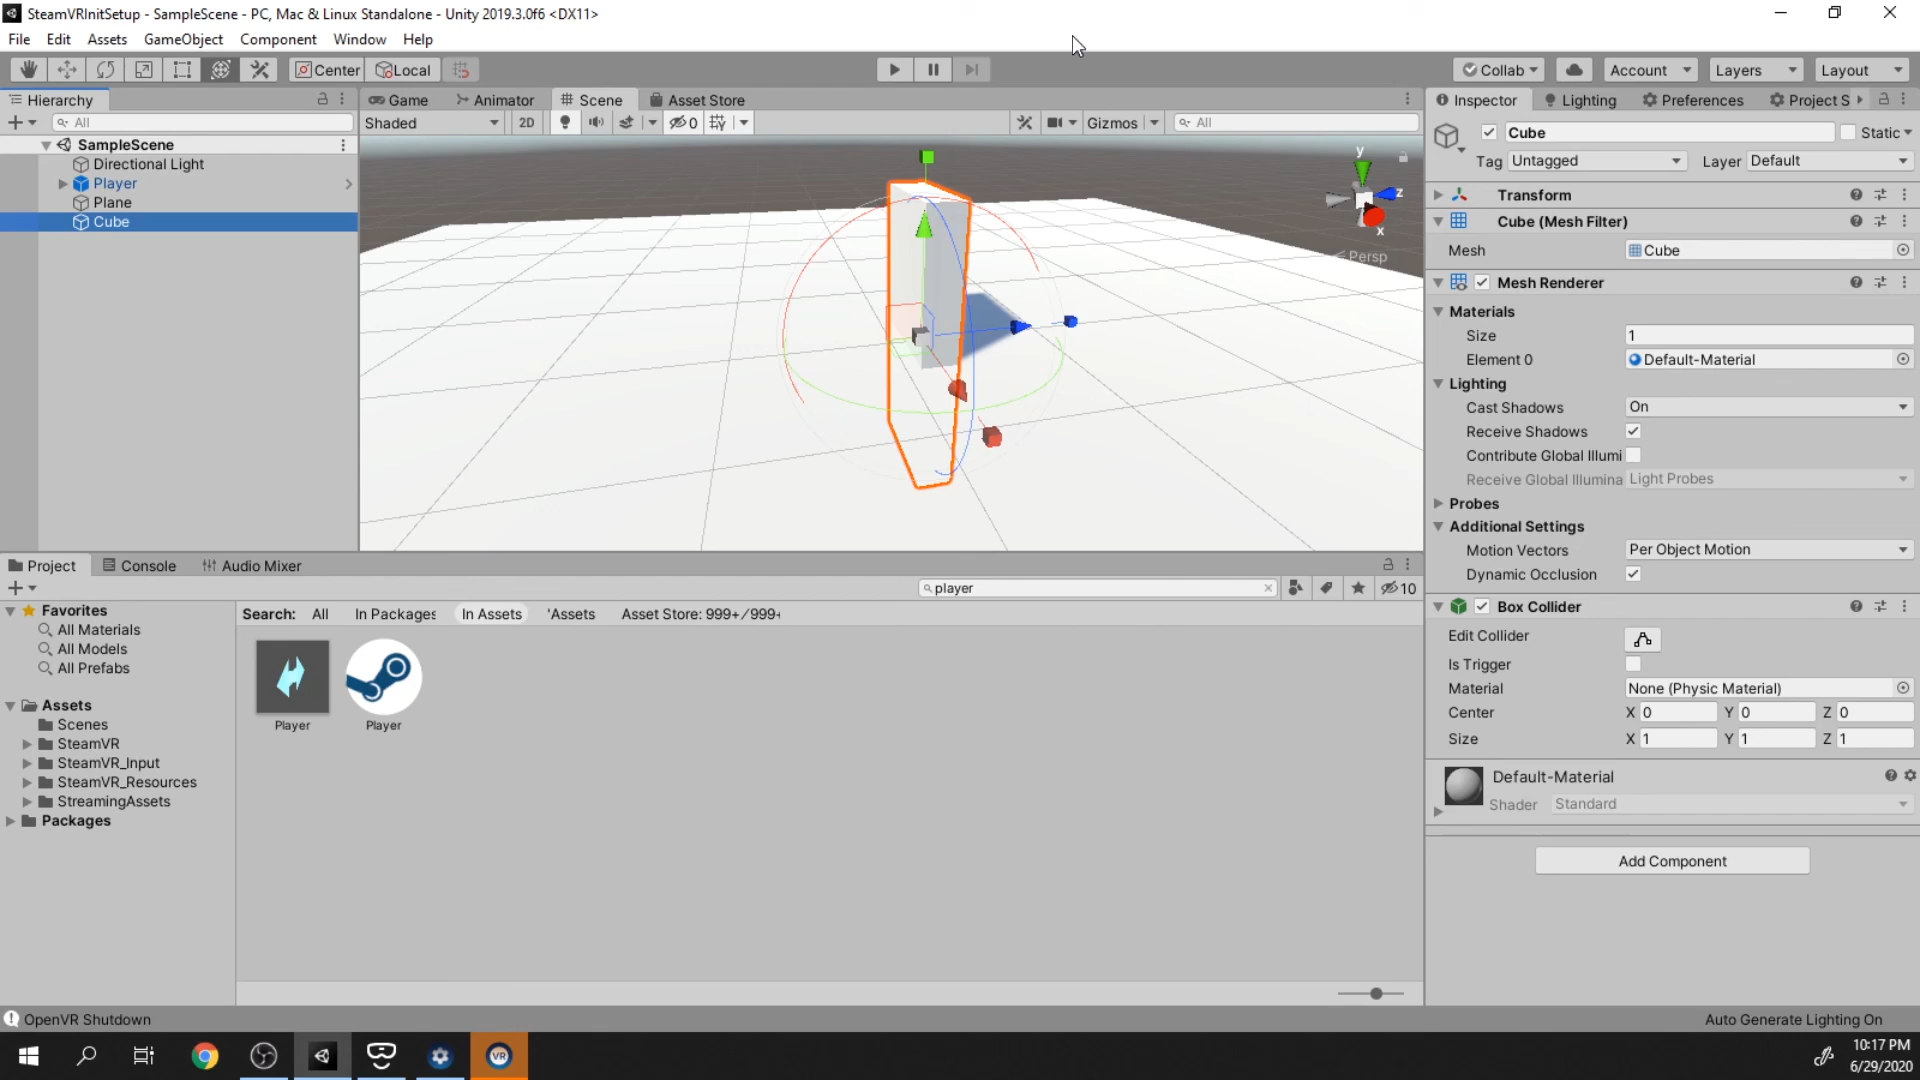 SteamVRInitSetup - SampleScene - PC, Mac & Linux Standalone - Unity 2019.3.0f6 <DX11>
File Edit Assets GameObject Component Window Help
Center Local Collab Account Layers Layout
Hierarchy
All
SampleScene
Directional Light
Player
Plane
Cube
Game Animator Scene Asset Store
Shaded 2D 0 Gizmos All
y
z
x
Persp
Inspector Lighting Preferences Project S
Cube Static
Tag Untagged Layer Default
Transform
Cube (Mesh Filter)
Mesh Cube
Mesh Renderer
Materials
Size 1
Element 0 Default-Material
Lighting
Cast Shadows On
Receive Shadows
Contribute Global Illumi
Receive Global Illumina Light Probes
Probes
Additional Settings
Motion Vectors Per Object Motion
Dynamic Occlusion
Box Collider
Edit Collider
Is Trigger
Material None (Physic Material)
Center X 0 Y 0 Z 0
Size X 1 Y 1 Z 1
Default-Material
Shader Standard
Add Component
Project Console Audio Mixer
player 10
Favorites
All Materials
All Models
All Prefabs
Assets
Scenes
SteamVR
SteamVR_Input
SteamVR_Resources
StreamingAssets
Packages
Search: All In Packages In Assets 'Assets Asset Store: 999+/999+
Player Player
OpenVR Shutdown Auto Generate Lighting On
VR
10:17 PM
6/29/2020